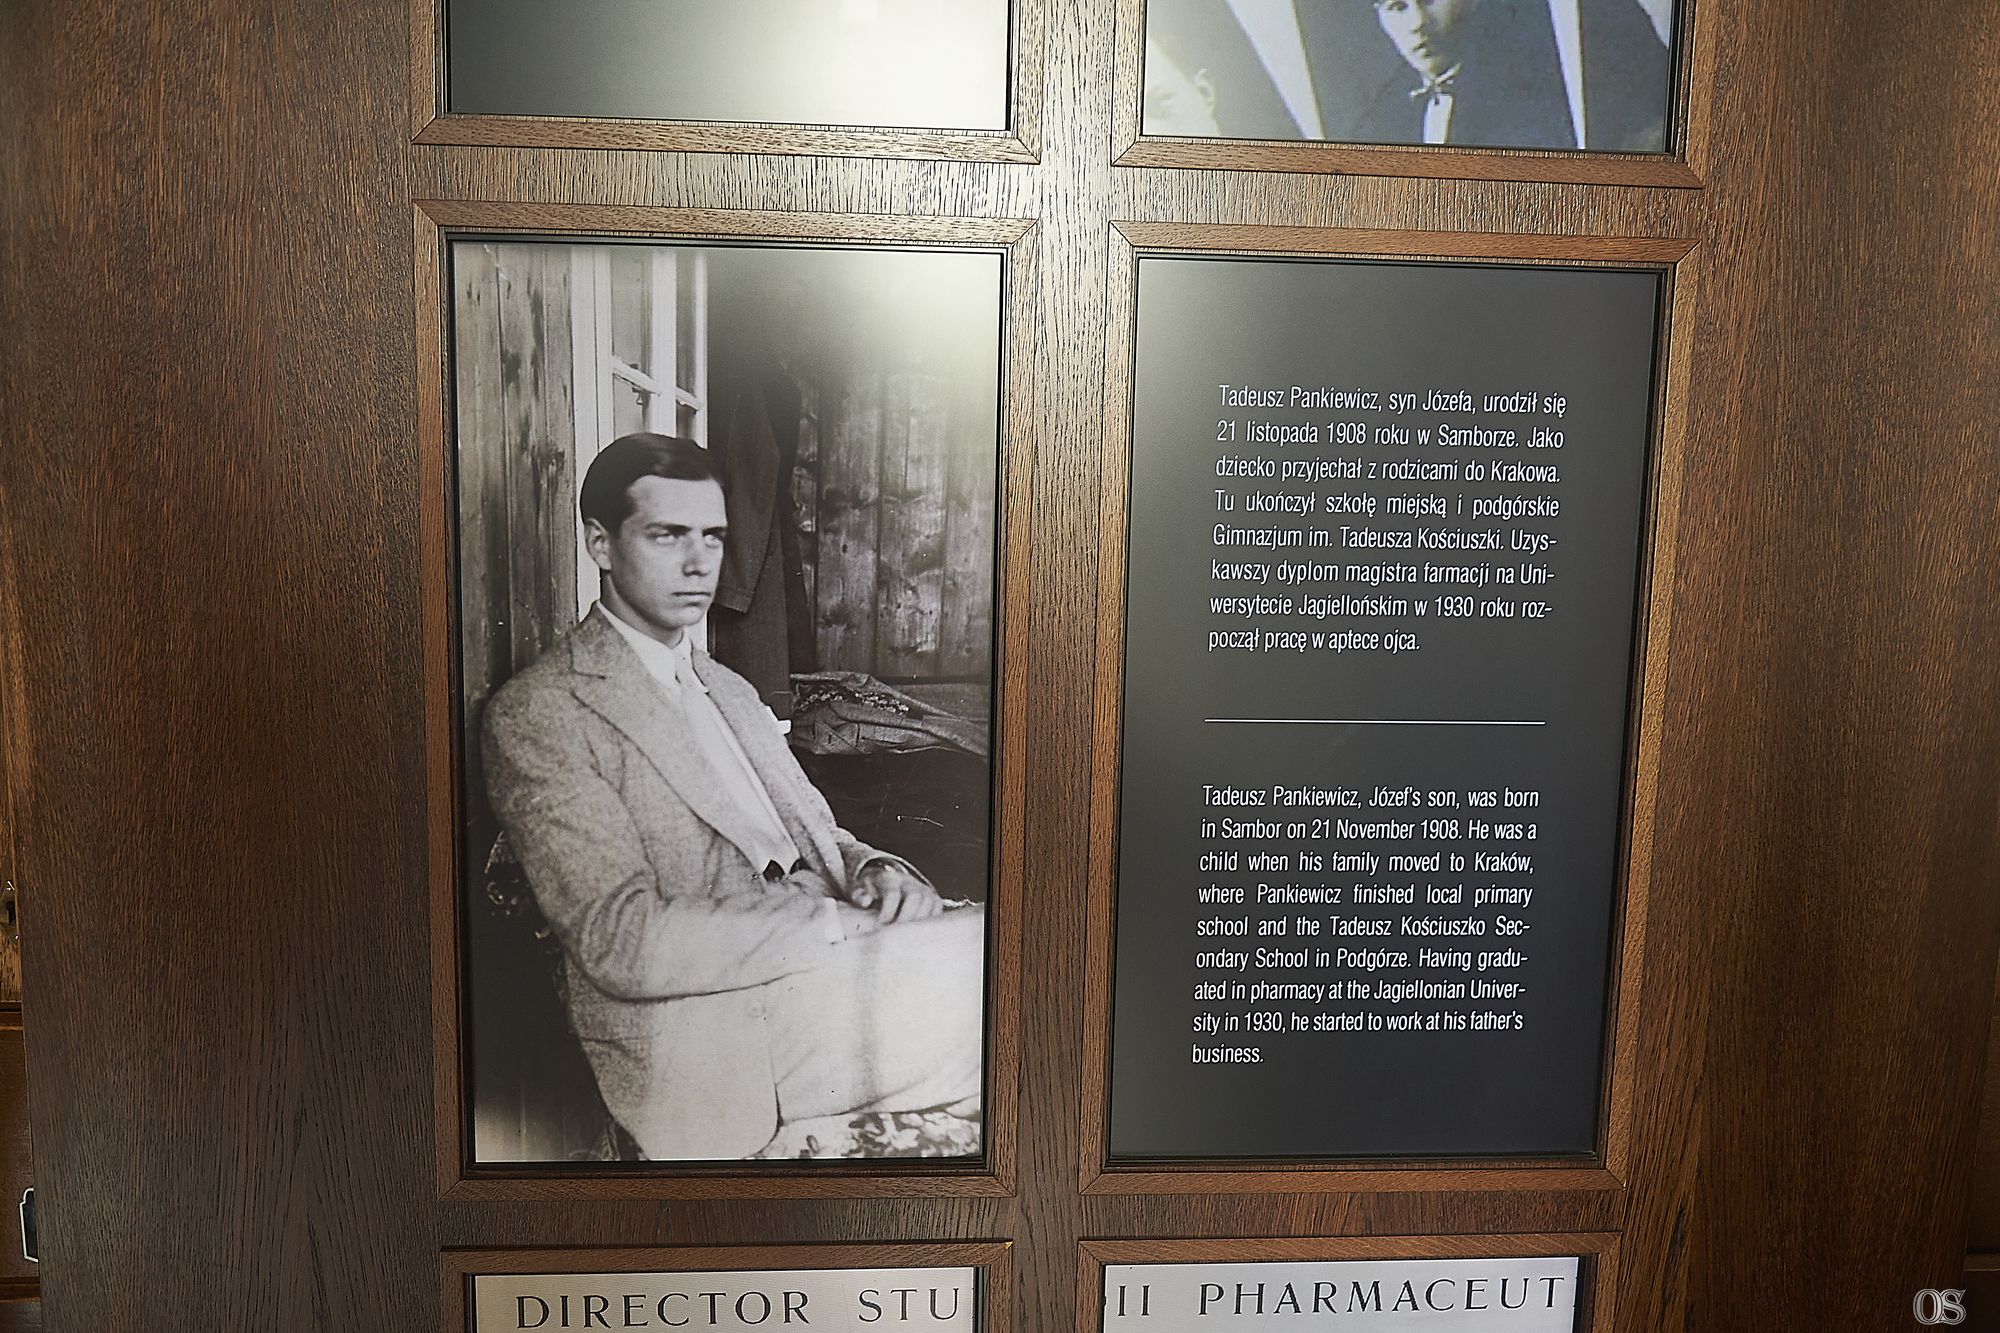 Tadeusz Pankiewicz, syn Józefa, urodził się
21 listopada 1908 roku w Samborze. Jako
dziecko przyjechał z rodzicami do Krakowa.
Tu ukończył szkołę miejską i podgórskie
Gimnazjum im. Tadeusza Kościuszki. Uzys-
kawszy dyplom magistra farmacji na Uni-
wersytecie Jagiellońskim w 1930 roku roz-
począł pracę w aptece ojca.
Tadeusz Pankiewicz, Józef's son, was born
in Sambor on 21 November 1908. He was a
child when his family moved to Kraków,
where Pankiewicz finished local primary
school and the Tadeusz Kościuszko Sec-
ondary School in Podgórze. Having gradu-
ated in pharmacy at the Jagiellonian Univer-
sity in 1930, he started to work at his father's
business.
DIRECTOR STU
II PHARMACEUT
OS